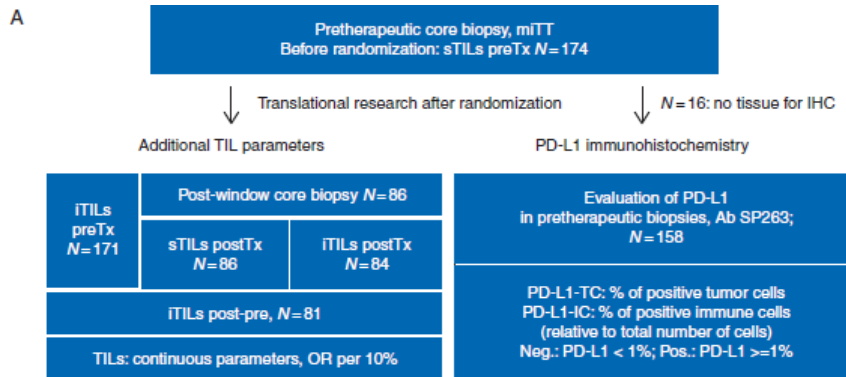 A
Pretherapeutic core biopsy, miTT
Before randomization: sTILs preTx N = 174
Translational research after randomization
N = 16: no tissue for IHC
Additional TIL parameters
PD-L1 immunohistochemistry
iTILs
preTx
N = 171
Post-window core biopsy N = 86
sTILs postTx
N = 86
iTILs postTx
N = 84
iTILs post-pre, N = 81
TILs: continuous parameters, OR per 10%
Evaluation of PD-L1
in pretherapeutic biopsies, Ab SP263;
N = 158
PD-L1-TC: % of positive tumor cells
PD-L1-IC: % of positive immune cells
(relative to total number of cells)
Neg.: PD-L1 < 1%; Pos.: PD-L1 >=1%